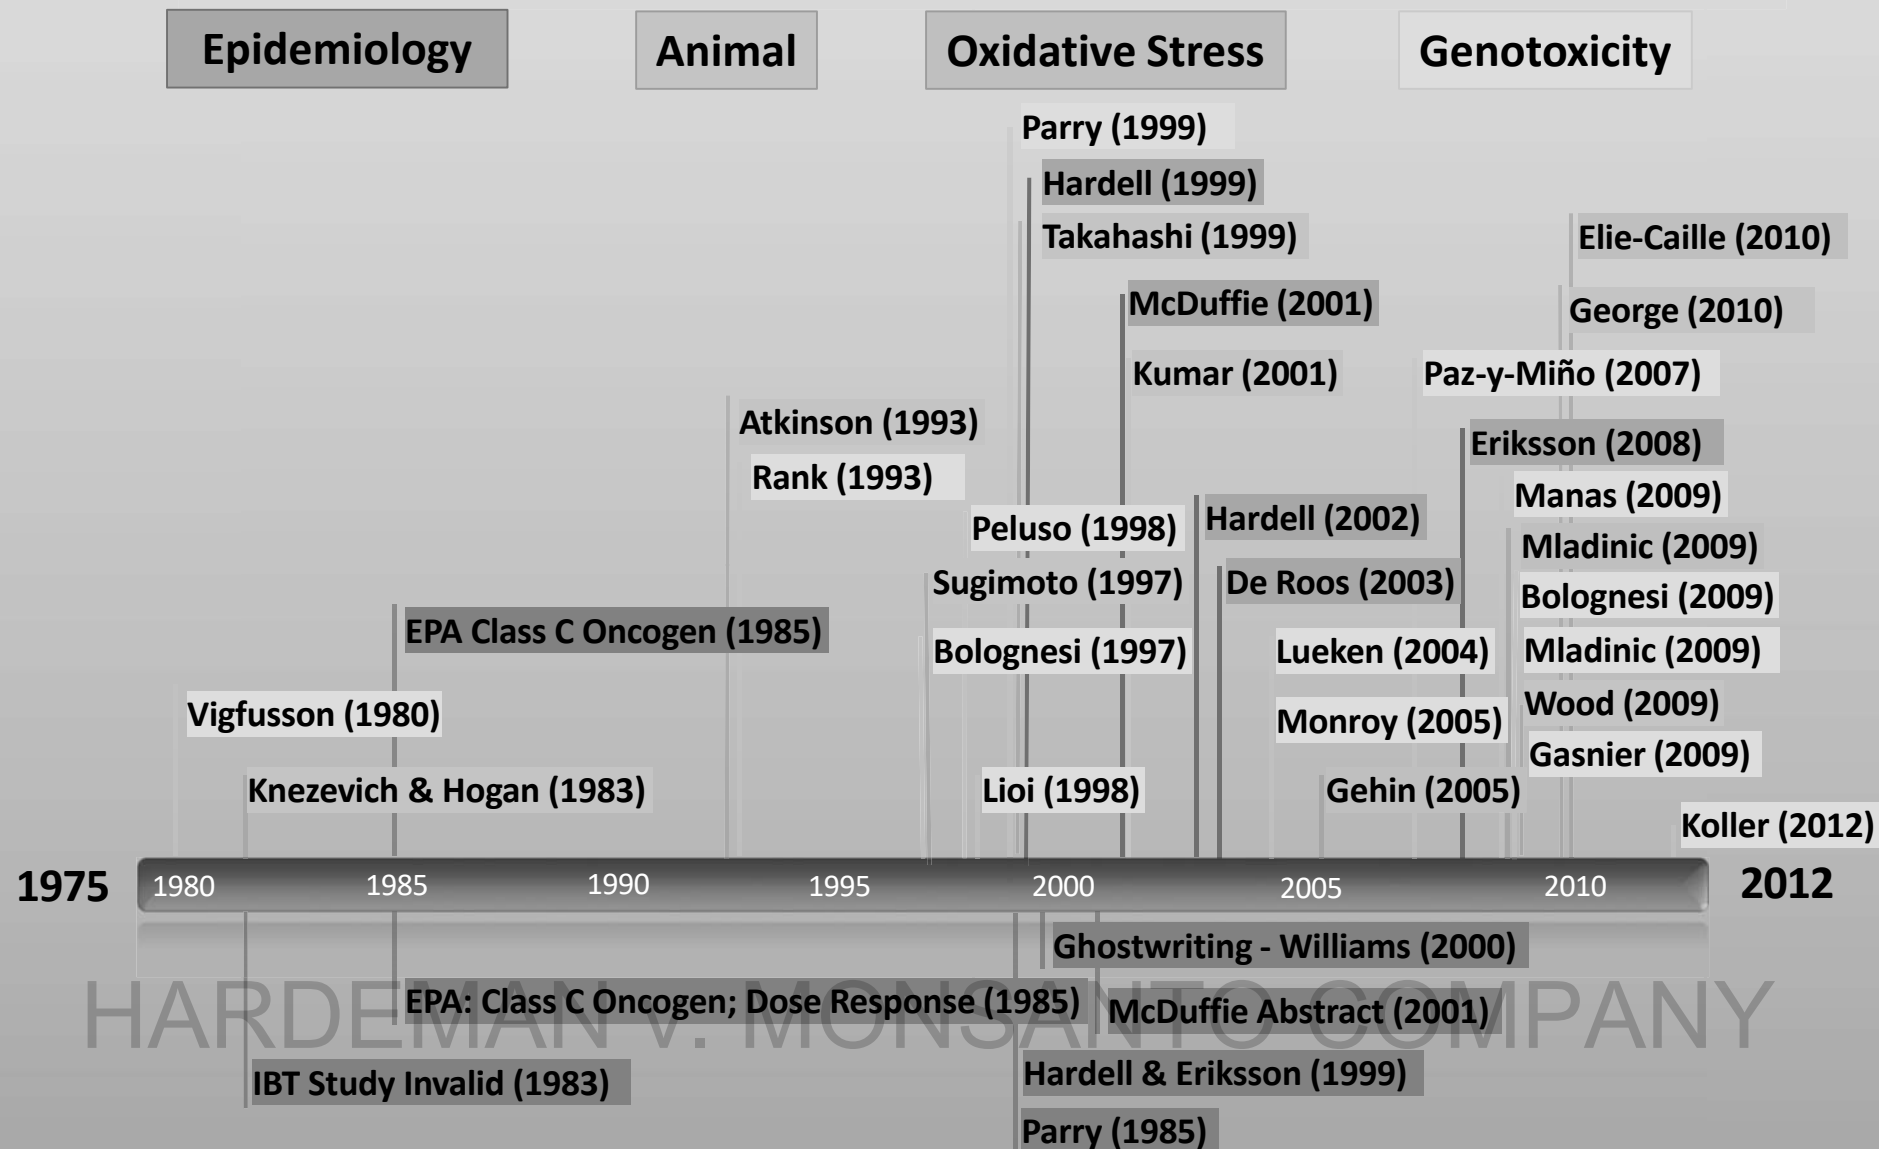 Epidemiology
Animal
Oxidative Stress
Genotoxicity
Parry (1999)
Hardell (1999)
Takahashi (1999)
Elie-Caille (2010)
McDuffie (2001)
George (2010)
Kumar (2001)
Paz-y-Miño (2007)
Atkinson (1993)
Eriksson (2008)
Rank (1993)
Manas (2009)
Peluso (1998)
Hardell (2002)
Mladinic (2009)
Sugimoto (1997)
De Roos (2003)
Bolognesi (2009)
EPA Class C Oncogen (1985)
Bolognesi (1997)
Lueken (2004)
Mladinic (2009)
Vigfusson (1980)
Monroy (2005)
Wood (2009)
Gasnier (2009)
Knezevich & Hogan (1983)
Lioi (1998)
Gehin (2005)
Koller (2012)
1975
1980
1985
1990
1995
2000
2005
2010
2012
Ghostwriting - Williams (2000)
EPA: Class C Oncogen; Dose Response (1985)
McDuffie Abstract (2001)
HARDEMAN v. MONSANTO COMPANY
IBT Study Invalid (1983)
Hardell & Eriksson (1999)
Parry (1985)